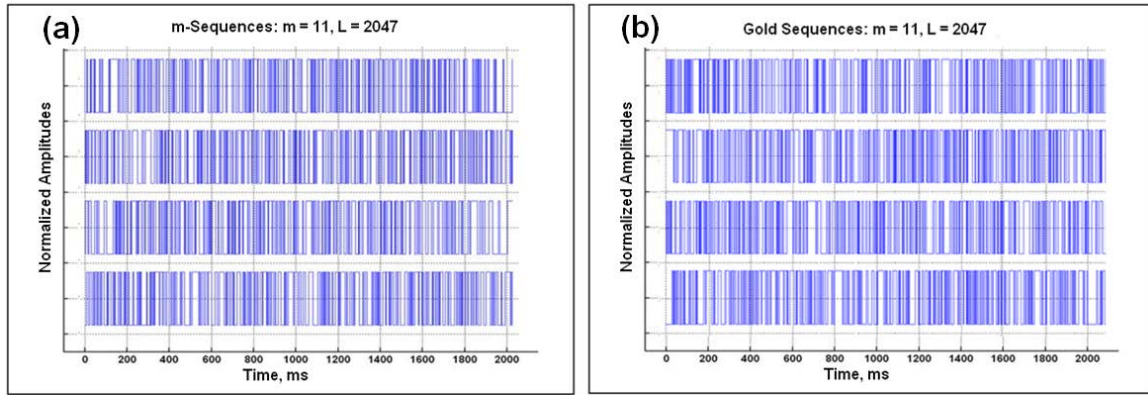 (a)
m-Sequences: m = 11, L = 2047
Normalized Amplitudes
0 200 400 600 800 1000 1200 1400 1600 1800 2000
Time, ms
(b)
Gold Sequences: m = 11, L = 2047
Normalized Amplitudes
0 200 400 600 800 1000 1200 1400 1600 1800 2000
Time, ms